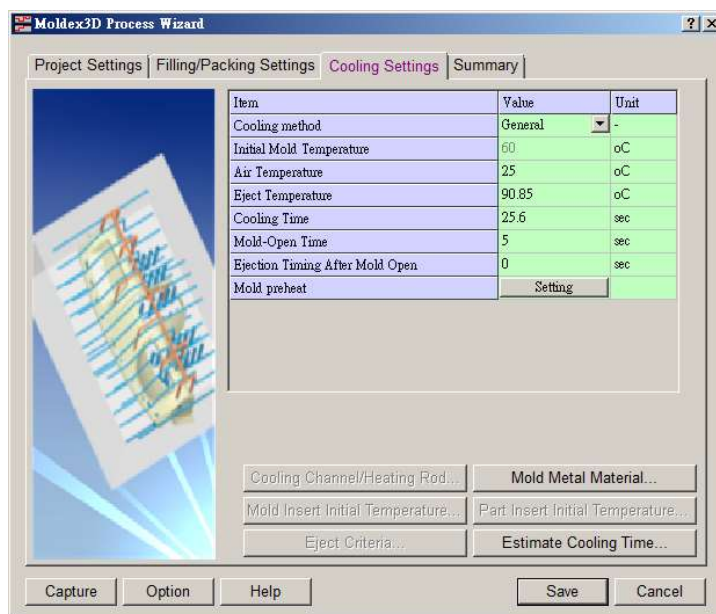 Moldex3D Process Wizard
Project Settings Filling/Packing Settings Cooling Settings Summary
Item Value Unit
Cooling method General -
Initial Mold Temperature 60 oC
Air Temperature 25 oC
Eject Temperature 90.85 oC
Cooling Time 25.6 sec
Mold-Open Time 5 sec
Ejection Timing After Mold Open 0 sec
Mold preheat Setting
Cooling Channel/Heating Rod... Mold Metal Material...
Mold Insert Initial Temperature... Part Insert Initial Temperature...
Eject Criteria... Estimate Cooling Time...
Capture Option Help Save Cancel